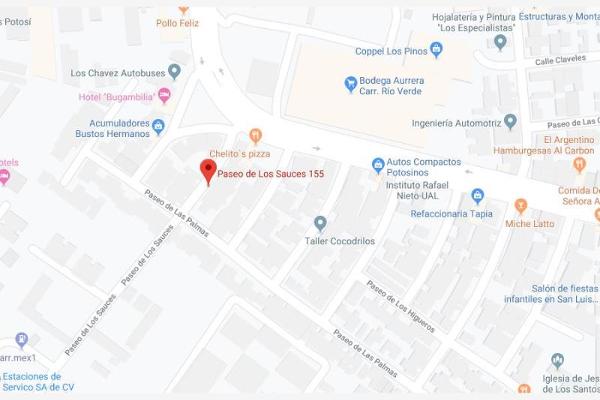 Potosí
Pollo Feliz
Hojalatería y Pintura
"Los Especialistas"
Estructuras y Monta
Coppel Los Pinos
Calle Claveles
Los Chavez Autobuses
Bodega Aurrera
Carr. Río Verde
Hotel "Bugambilia"
Acumuladores
Bustos Hermanos
Ingeniería Automotriz
Paseo de Las Pa
Chelito´s pizza
El Argentino
Hamburgesas Al Carbon
otels
Paseo de Los Sauces 155
Autos Compactos
Potosinos
Instituto Rafael
Nieto-UAL
Comida De
Señora A
Refaccionaria Tapia
Miche Latto
Paseo de Las Palmas
Taller Cocodrilos
Paseo de Los Sauces
Salón de fiestas
infantiles en San Luis...
Paseo de Los Higueros
Paseo de Los Sauces
Paseo de Las Palmas
arr.mex1
Estaciones de
Servico SA de CV
Iglesia de Jes
de Los Santos